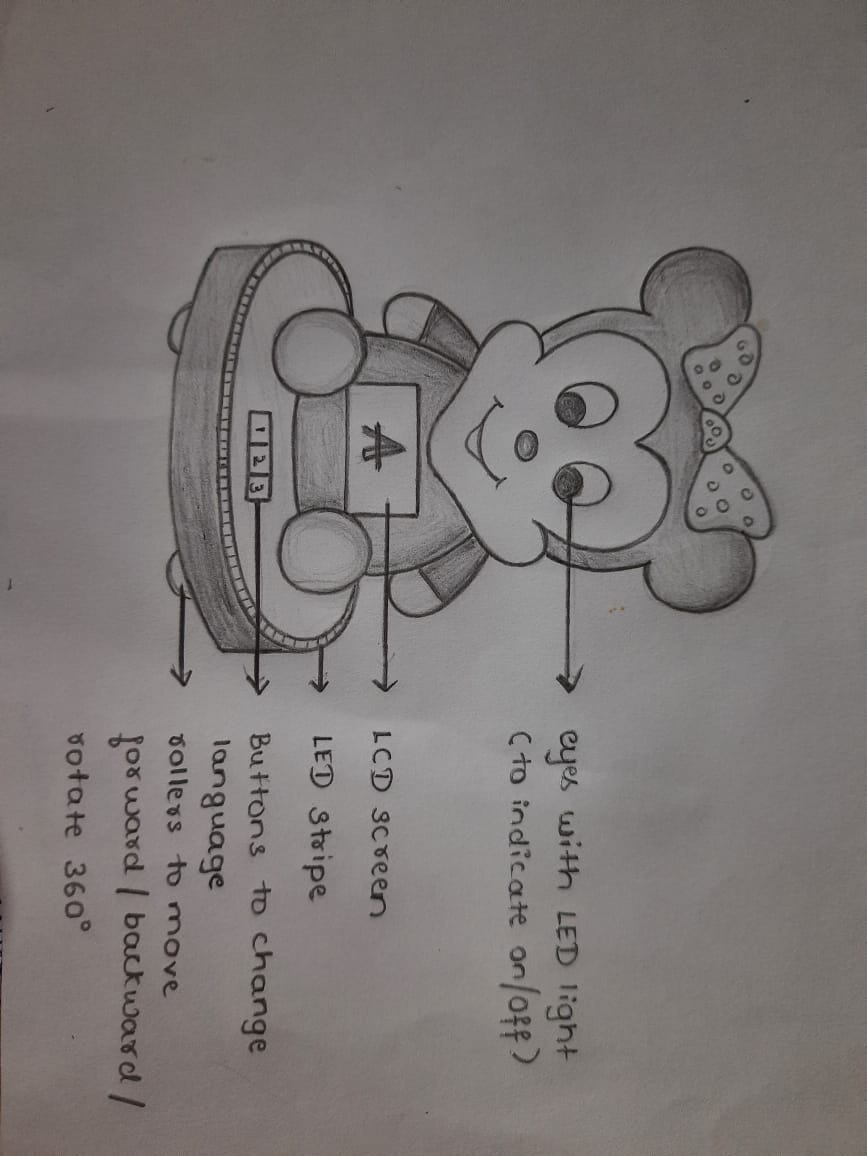 eyes with LED light
(to indicate on/off)
A
LCD screen
LED stripe
1 2 3
Buttons to change
language
rollers to move
forward / backward /
rotate 360°